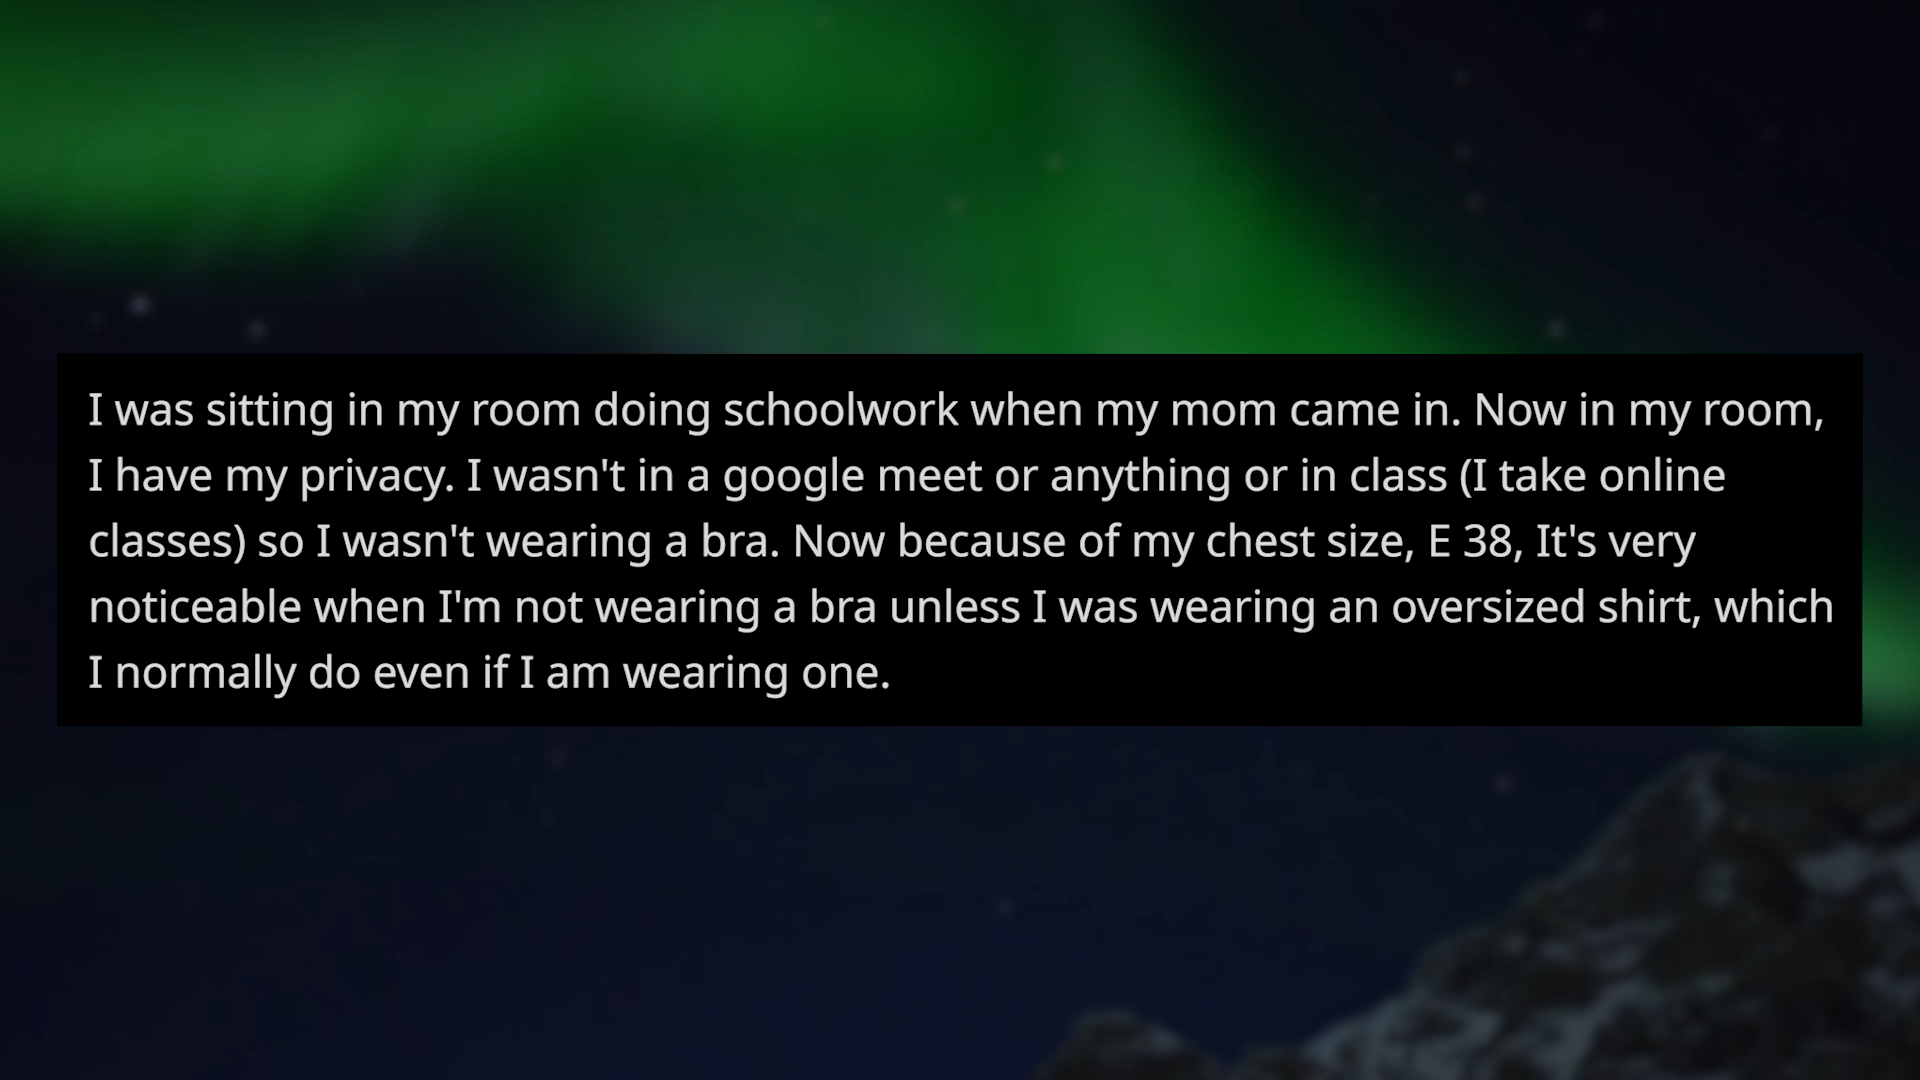 I was sitting in my room doing schoolwork when my mom came in. Now in my room,
I have my privacy. I wasn't in a google meet or anything or in class (I take online
classes) so I wasn't wearing a bra. Now because of my chest size, E 38, It's very
noticeable when I'm not wearing a bra unless I was wearing an oversized shirt, which
I normally do even if I am wearing one.